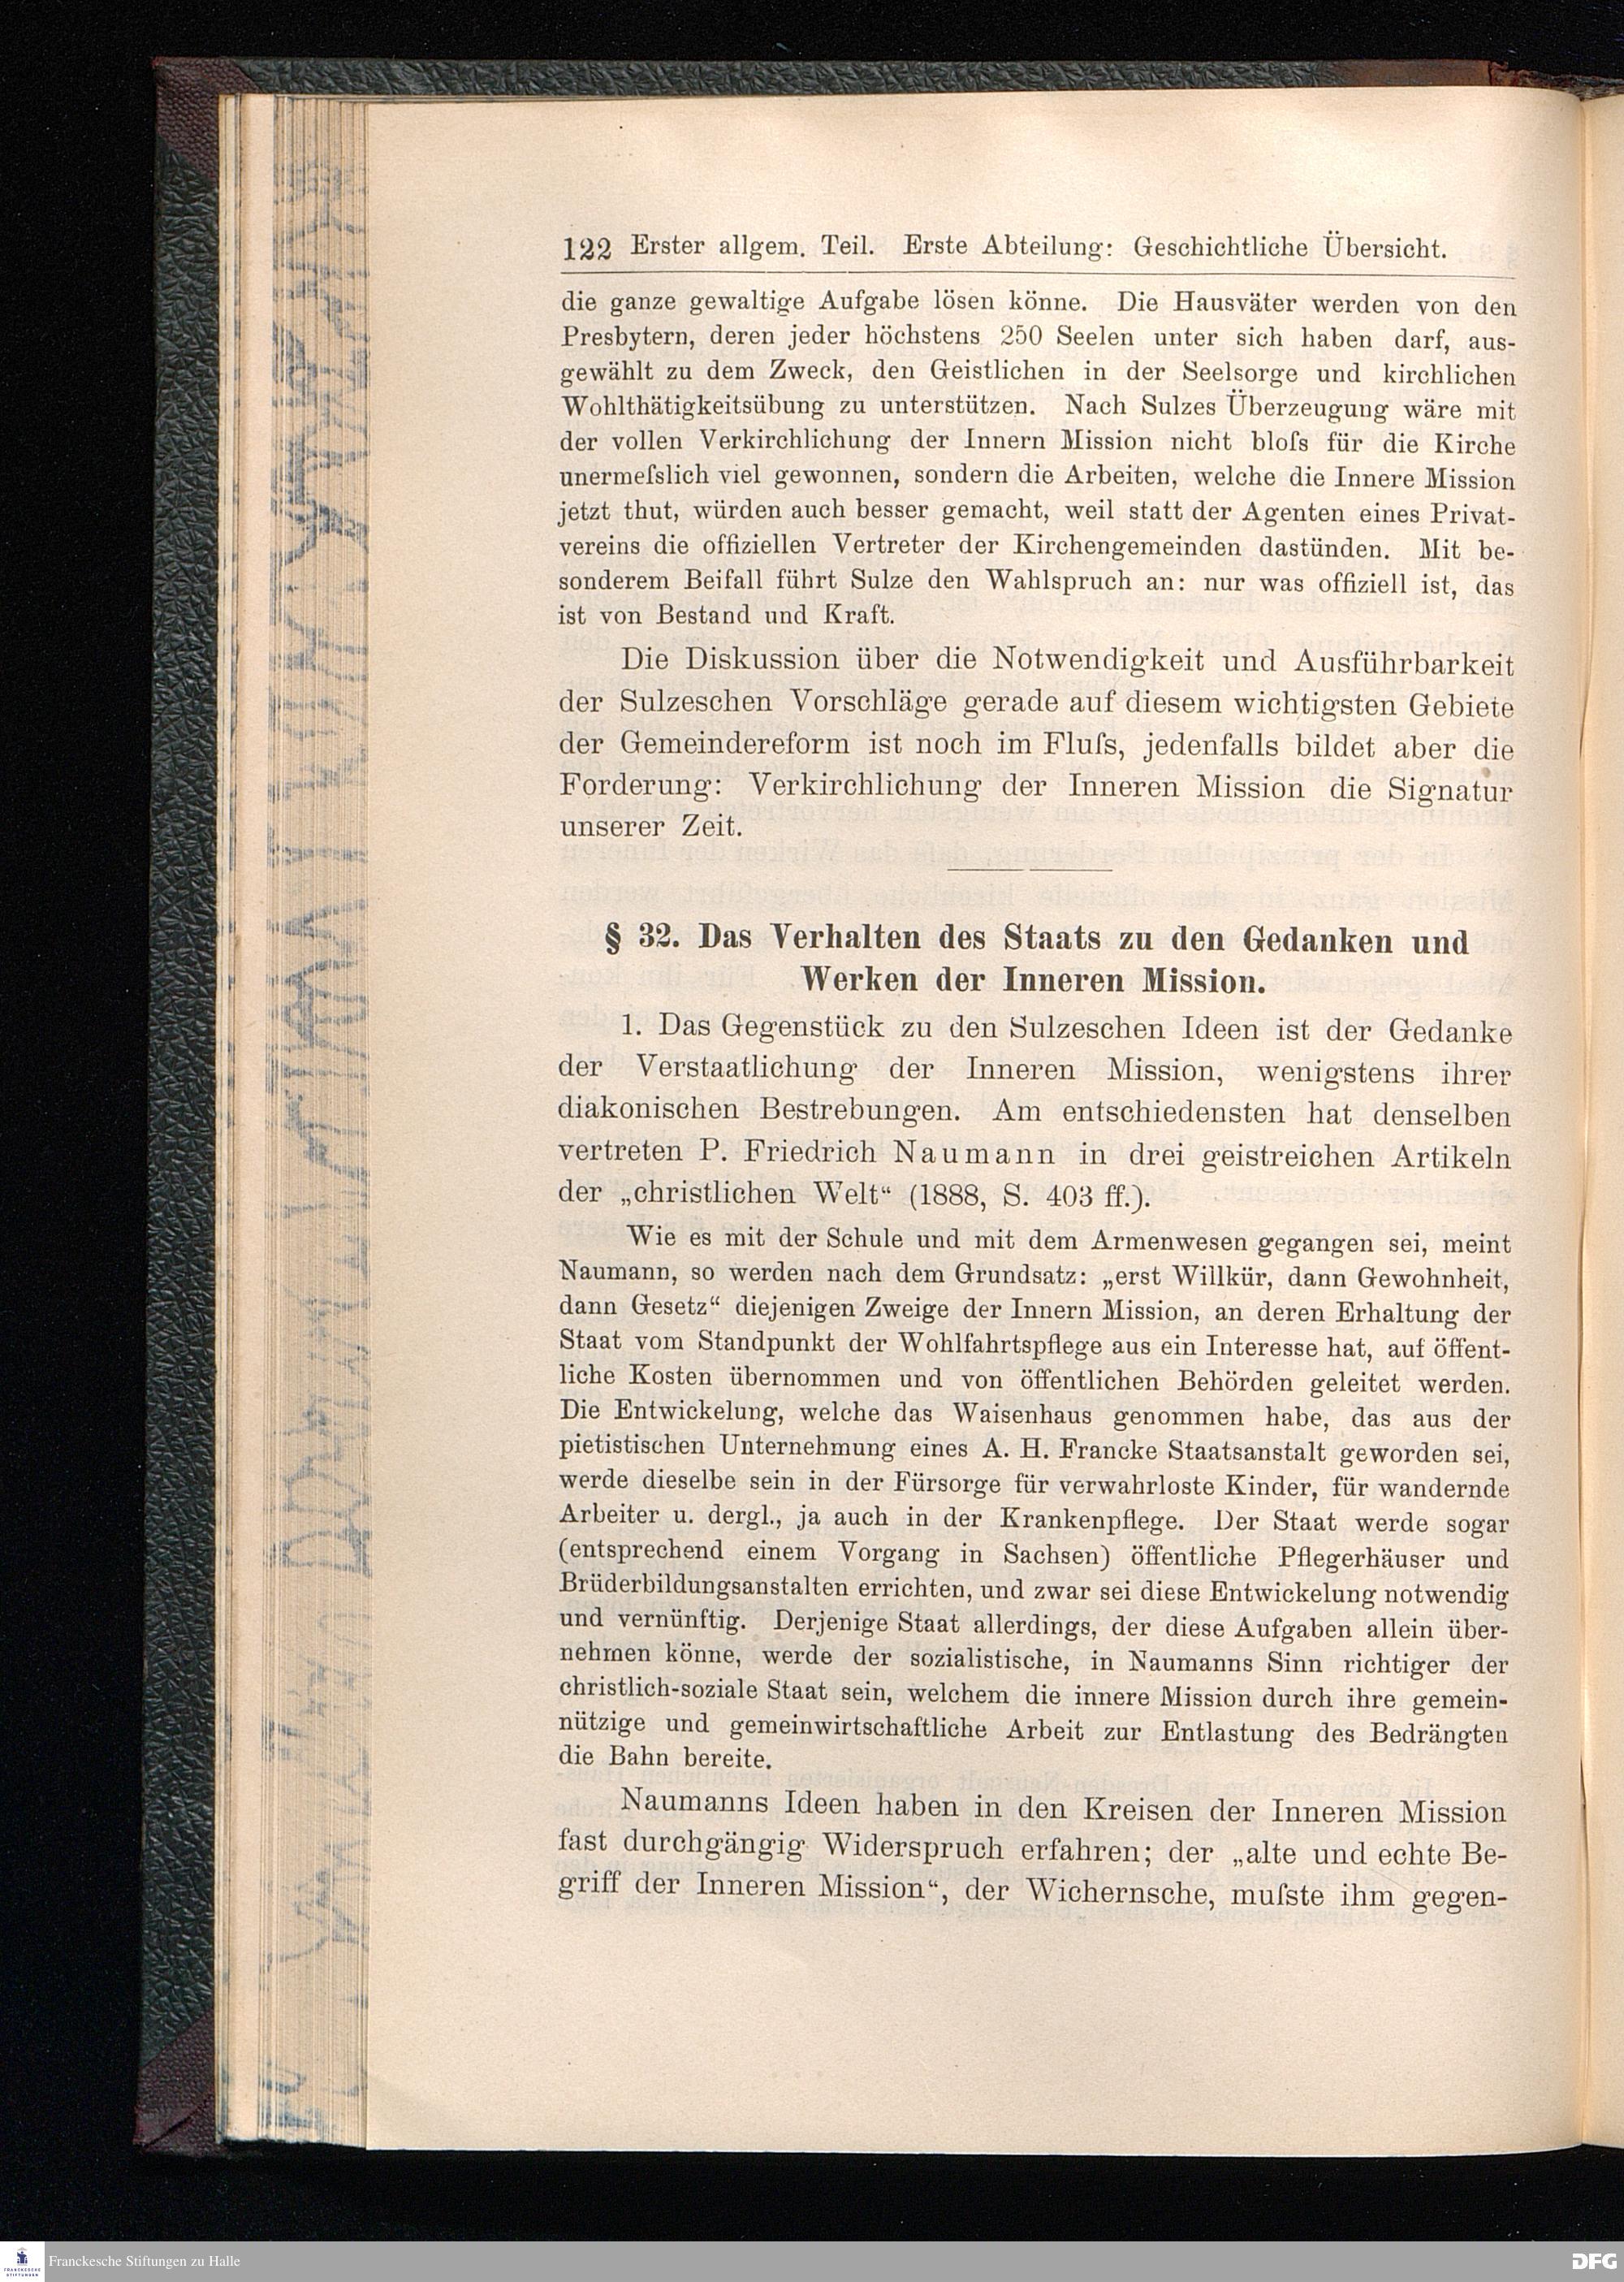 122 Erster allgem. Teil. Erste Abteilung: Geschichtliche Übersicht.
die ganze gewaltige Aufgabe lösen könne. Die Hausväter werden von den
Presbytern, deren jeder höchstens 250 Seelen unter sich haben darf, aus-
gewählt zu dem Zweck, den Geistlichen in der Seelsorge und kirchlichen
Wohlthätigkeitsübung zu unterstützen. Nach Sulzes Überzeugung wäre mit
der vollen Verkirchlichung der Innern Mission nicht bloſs für die Kirche
unermeſslich viel gewonnen, sondern die Arbeiten, welche die Innere Mission
jetzt thut, würden auch besser gemacht, weil statt der Agenten eines Privat-
vereins die offiziellen Vertreter der Kirchengemeinden dastünden. Mit be-
sonderem Beifall führt Sulze den Wahlspruch an: nur was offiziell ist, das
ist von Bestand und Kraft.
Die Diskussion über die Notwendigkeit und Ausführbarkeit
der Sulzeschen Vorschläge gerade auf diesem wichtigsten Gebiete
der Gemeindereform ist noch im Fluſs, jedenfalls bildet aber die
Forderung: Verkirchlichung der Inneren Mission die Signatur
unserer Zeit.
§ 32. Das Verhalten des Staats zu den Gedanken und
Werken der Inneren Mission.
1. Das Gegenstück zu den Sulzeschen Ideen ist der Gedanke
der Verstaatlichung der Inneren Mission, wenigstens ihrer
diakonischen Bestrebungen. Am entschiedensten hat denselben
vertreten P. Friedrich Naumann in drei geistreichen Artikeln
der „christlichen Welt“ (1888, S. 403 ff.).
Wie es mit der Schule und mit dem Armenwesen gegangen sei, meint
Naumann, so werden nach dem Grundsatz: „erst Willkür, dann Gewohnheit,
dann Gesetz“ diejenigen Zweige der Innern Mission, an deren Erhaltung der
Staat vom Standpunkt der Wohlfahrtspflege aus ein Interesse hat, auf öffent-
liche Kosten übernommen und von öffentlichen Behörden geleitet werden.
Die Entwickelung, welche das Waisenhaus genommen habe, das aus der
pietistischen Unternehmung eines A. H. Francke Staatsanstalt geworden sei,
werde dieselbe sein in der Fürsorge für verwahrloste Kinder, für wandernde
Arbeiter u. dergl., ja auch in der Krankenpflege. Der Staat werde sogar
(entsprechend einem Vorgang in Sachsen) öffentliche Pflegerhäuser und
Brüderbildungsanstalten errichten, und zwar sei diese Entwickelung notwendig
und vernünftig. Derjenige Staat allerdings, der diese Aufgaben allein über-
nehmen könne, werde der sozialistische, in Naumanns Sinn richtiger der
christlich-soziale Staat sein, welchem die innere Mission durch ihre gemein-
nützige und gemeinwirtschaftliche Arbeit zur Entlastung des Bedrängten
die Bahn bereite.
Naumanns Ideen haben in den Kreisen der Inneren Mission
fast durchgängig Widerspruch erfahren; der „alte und echte Be-
griff der Inneren Mission“, der Wichernsche, muſste ihm gegen-
FRANCKESCHE
STIFTUNGEN
Franckesche Stiftungen zu Halle
DFG